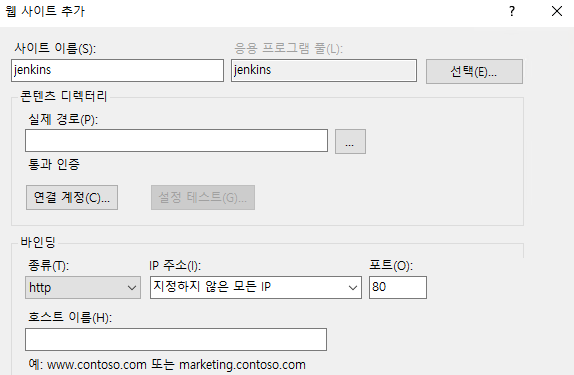 웹 사이트 추가
사이트 이름(S): 응용 프로그램 풀(L):
jenkins jenkins 선택(E)...
콘텐츠 디렉터리
실제 경로(P):
...
통과 인증
연결 계정(C)... 설정 테스트(G)...
바인딩
종류(T): IP 주소(I): 포트(O):
http 지정하지 않은 모든 IP 80
호스트 이름(H):
예: www.contoso.com 또는 marketing.contoso.com